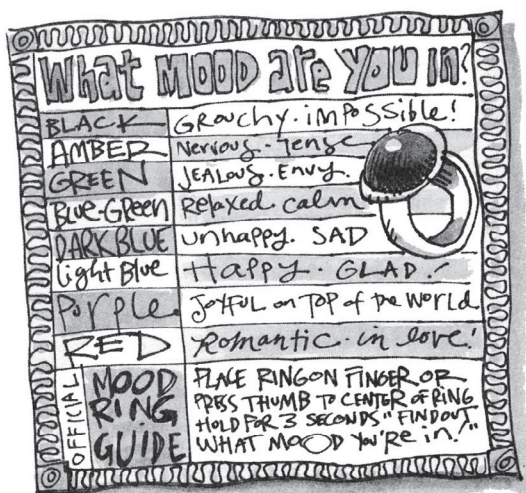 What MOOD are YOU in?
BLACK GROuchy. imPOSSible!
AMBER Nervous. Tense
GREEN JEALOUS. ENVY.
Blue-GReen Relaxed. calm
DARK BLUE unhappy. SAD
light Blue Happy. GLAD!
Purple JOYFUL on TOP of the WORLD
RED Romantic. in love!
OFFICIAL MOOD RING GUIDE
PLACE RING ON FINGER OR
PRESS THUMB TO CENTER OF RING
HOLD FOR 3 SECONDS "FIND OUT
WHAT MOOD YOU'RE in!"